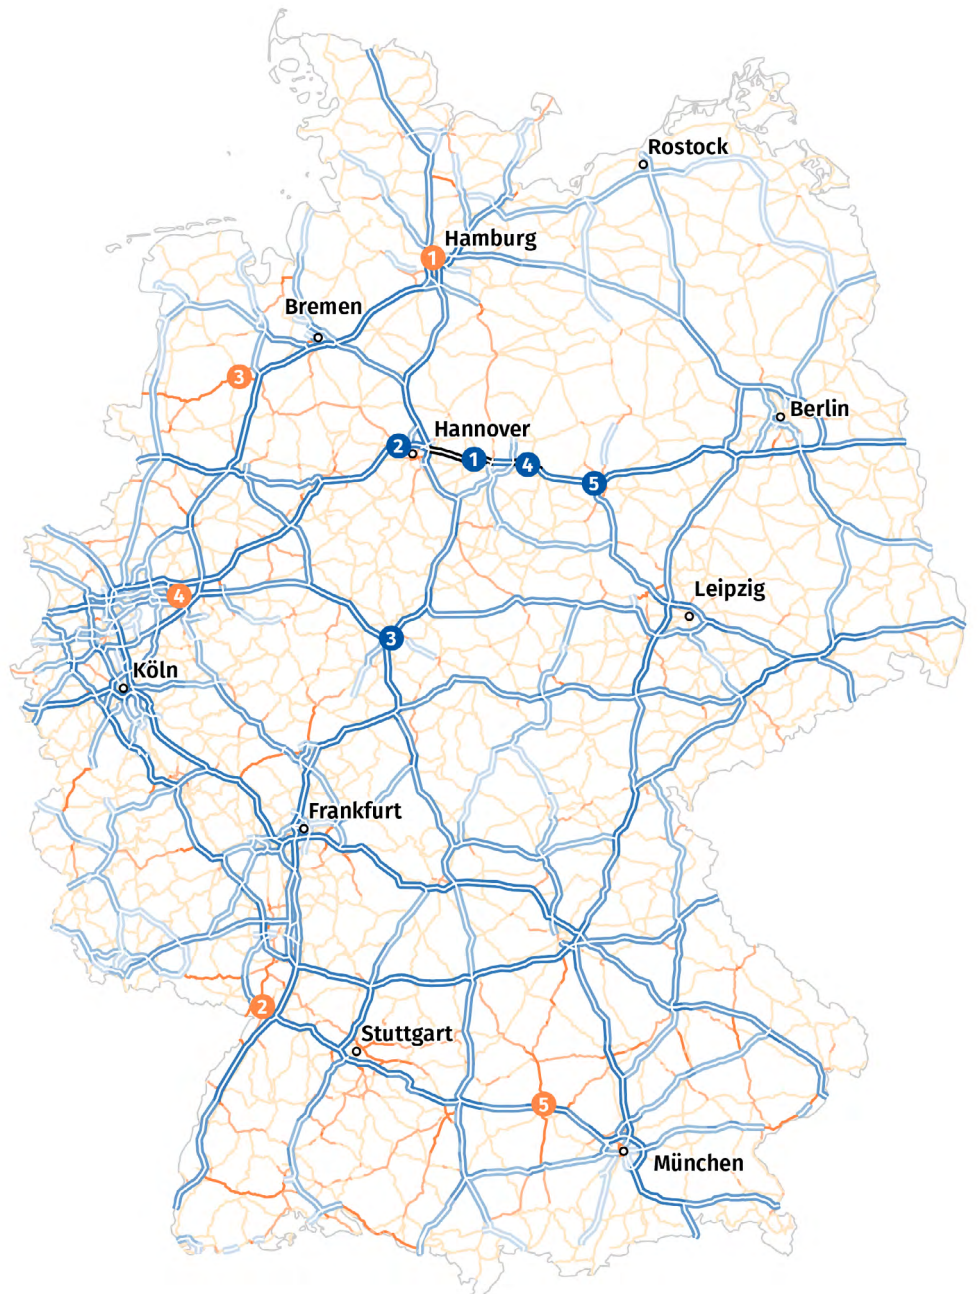 Rostock
Hamburg
1
Bremen
3
Berlin
Hannover
2
1
4
5
4
Leipzig
3
Köln
Frankfurt
2
Stuttgart
5
München